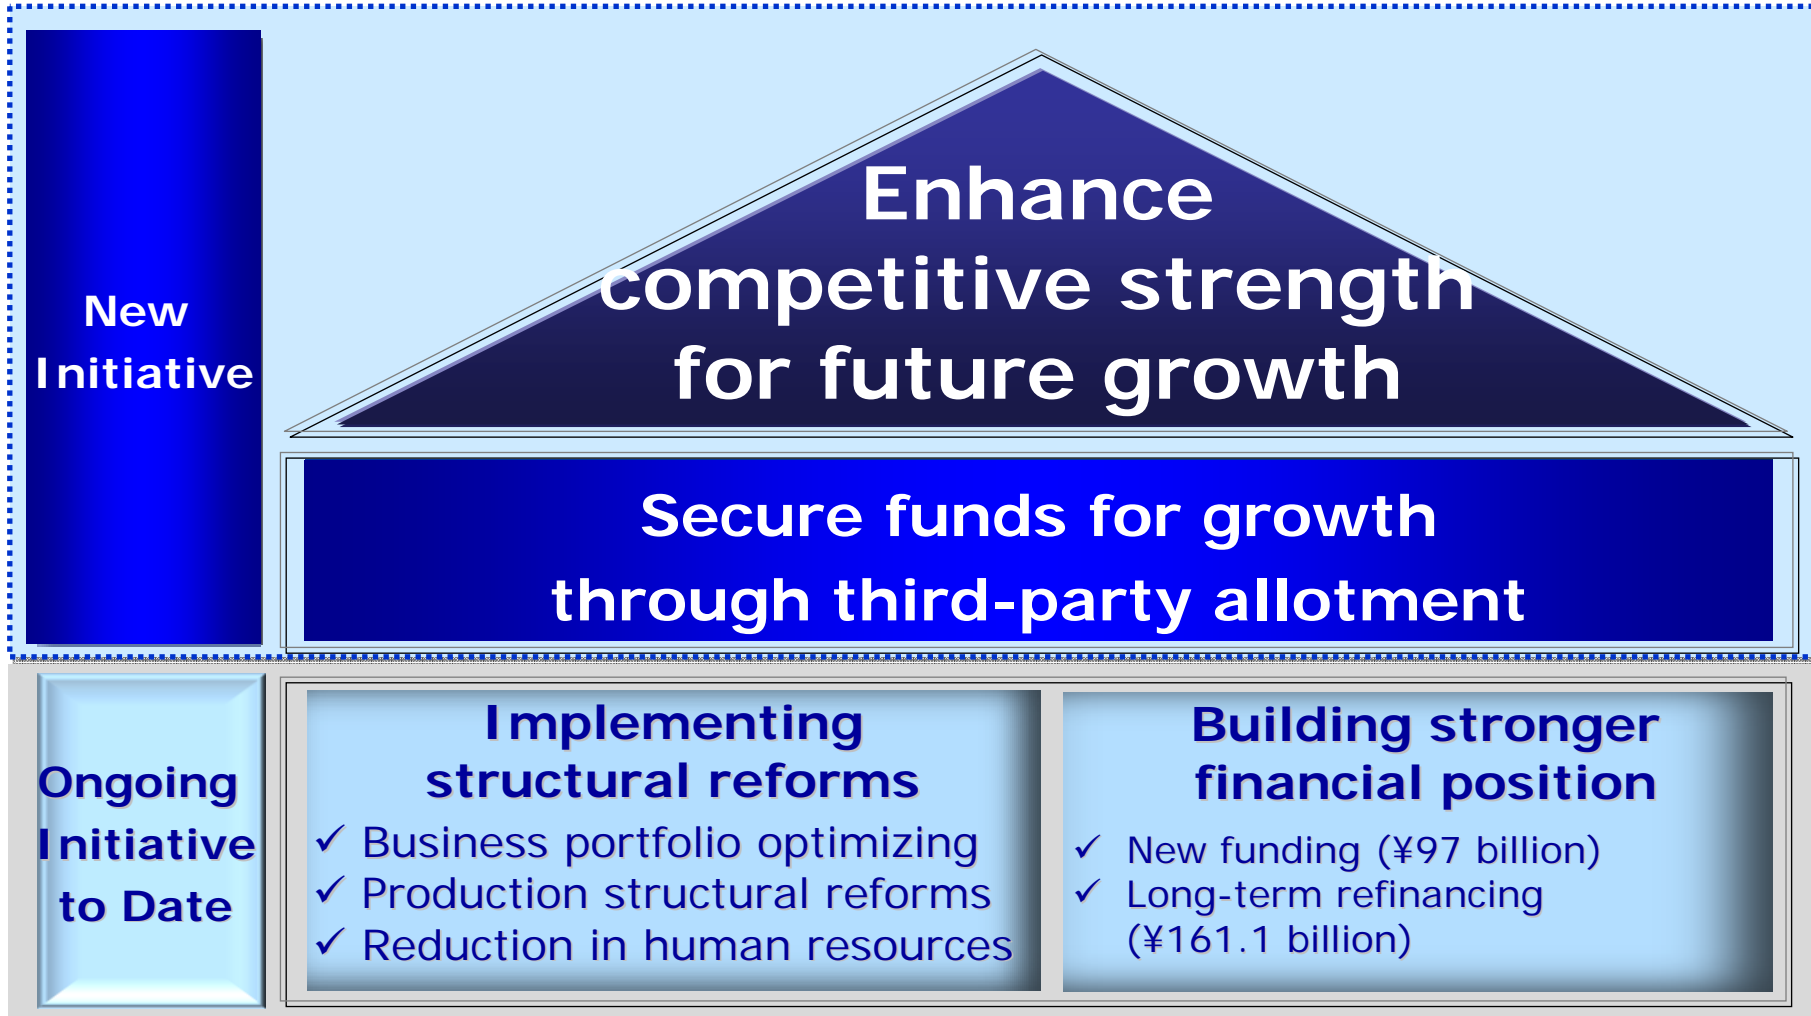 New
Initiative
Enhance
competitive strength
for future growth
Secure funds for growth
through third-party allotment
Ongoing
Initiative
to Date
Implementing
structural reforms
✓ Business portfolio optimizing
✓ Production structural reforms
✓ Reduction in human resources
Building stronger
financial position
✓ New funding (¥97 billion)
✓ Long-term refinancing
(¥161.1 billion)